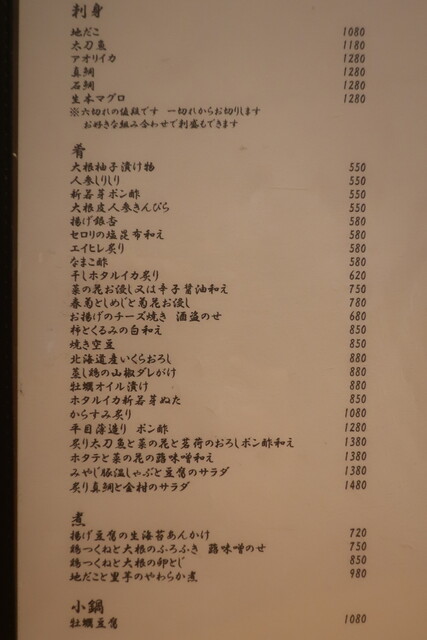 刺身
地だこ 1080
太刀魚 1180
アオリイカ 1280
真鯛 1280
石鯛 1280
生本マグロ 1280
※六切れの値段です 一切れからお切りします
お好きな組み合わせで刺盛もできます
肴
大根柚子漬け物 550
人参しりしり 550
新若芽ポン酢 550
大根皮人参きんぴら 550
揚げ銀杏 580
セロリの塩昆布和え 580
エイヒレ炙り 580
なまこ酢 580
干しホタルイカ炙り 620
菜の花お浸し又は辛子醤油和え 750
春菊としめじと菊花お浸し 780
お揚げのチーズ焼き 酒盗のせ 680
柿とくるみの白和え 850
焼き空豆 850
北海道産いくらおろし 880
蒸し鶏の山椒ダレがけ 880
牡蠣オイル漬け 880
ホタルイカ新若芽ぬた 850
からすみ炙り 1080
平目薄造り ポン酢 1280
炙り太刀魚と菜の花と茗荷のおろしポン酢和え 1380
ホタテと菜の花の蕗味噌和え 1380
みやじ豚温しゃぶと豆腐のサラダ 1380
炙り真鯛と金柑のサラダ 1480
煮
揚げ豆腐の生海苔あんかけ 720
鶏つくねと大根のふろふき 蕗味噌のせ 750
鶏つくねと大根の卵とじ 850
地だこと里芋のやわらか煮 980
小鍋
牡蠣豆腐 1080